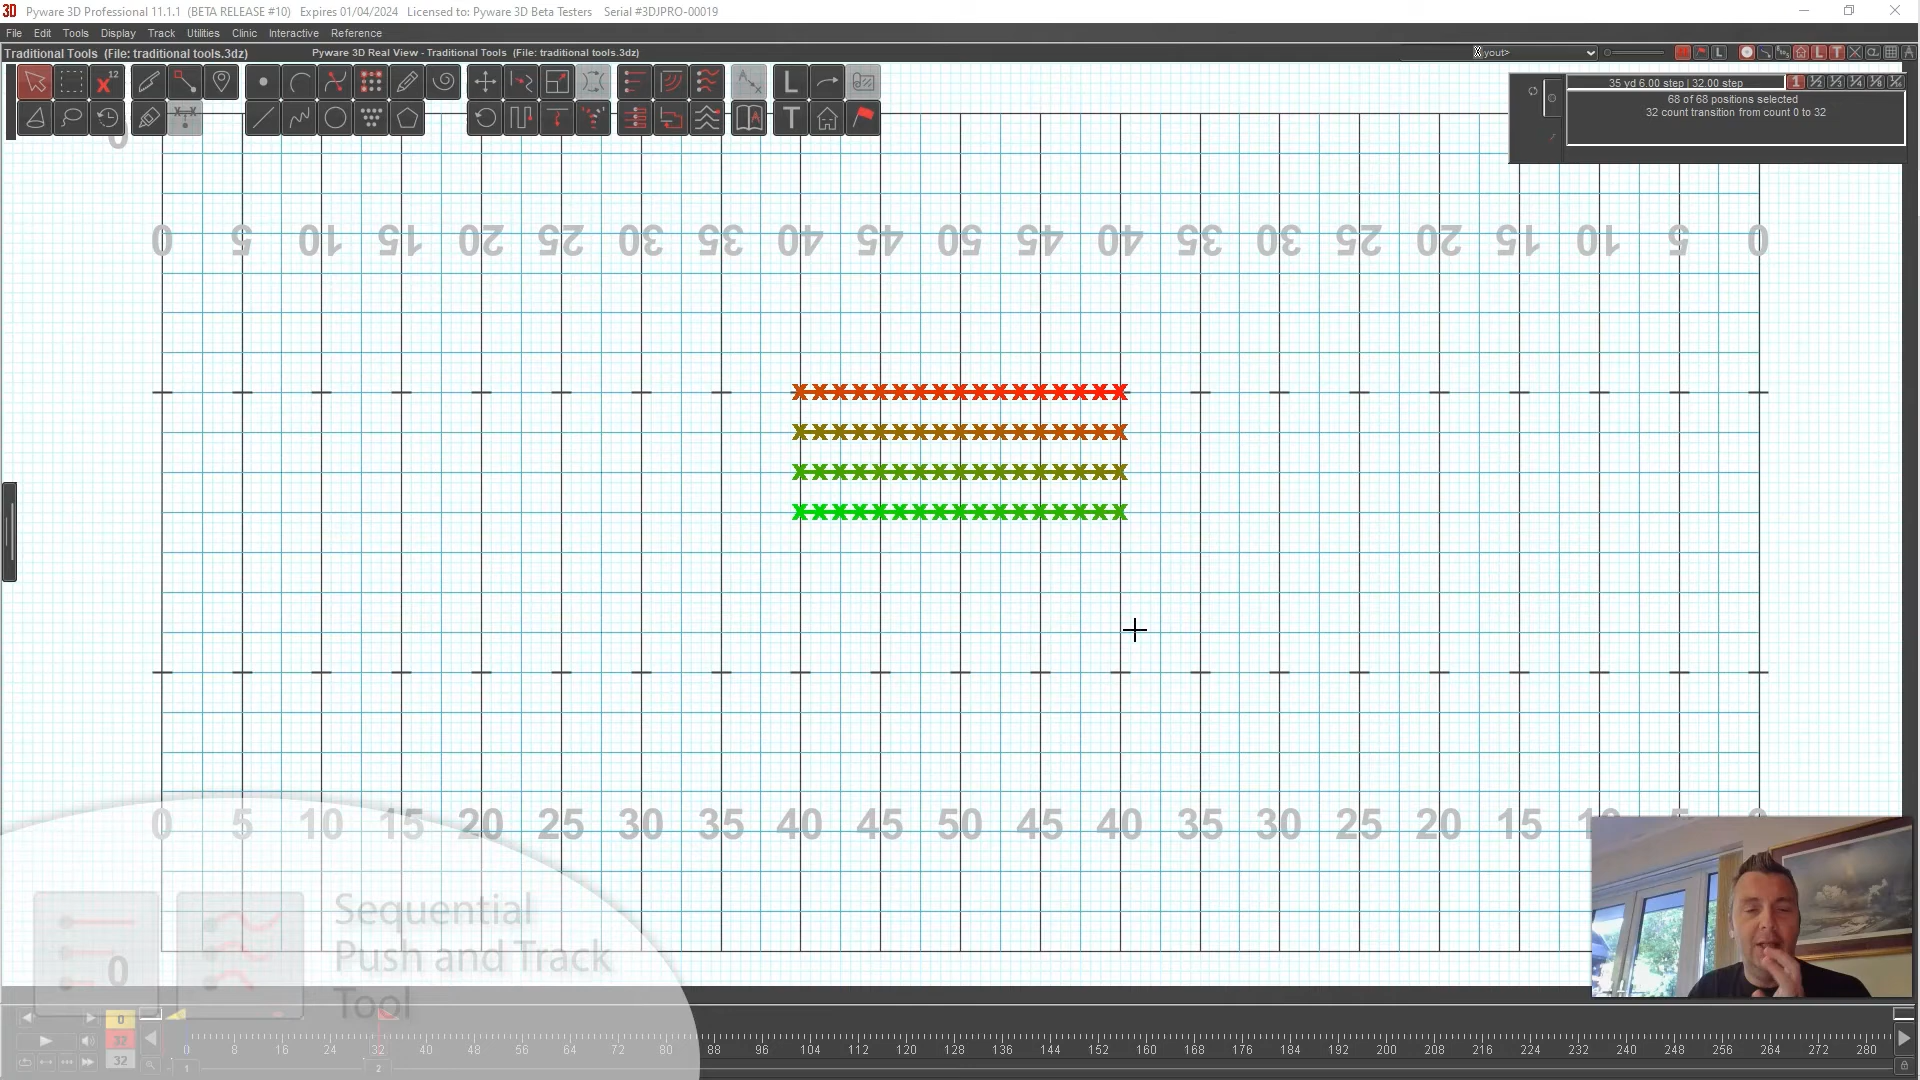 3D Pyware 3D Professional 11.1.1 (BETA RELEASE #10) Expires 01/04/2024 Licensed to: Pyware 3D Beta Testers Serial #3DJPRO-00019
File Edit Tools Display Track Utilities Clinic Interactive Reference
Traditional Tools (File: traditional tools.3dz) Pyware 3D Real View - Traditional Tools (File: traditional tools.3dz) yout>
35 yd 6.00 step | 32.00 step
68 of 68 positions selected
32 count transition from count 0 to 32
0 5 10 15 20 25 30 35 40 45 50 45 40 35 30 25 20 15 10 5 0
0 5 10 15 20 25 30 35 40 45 50 45 40 35 30 25 20 15
Sequential
Push and Track
Tool
0
0
32
32
0 8 16 24 32 40 48 56 64 72 80 88 96 104 112 120 128 136 144 152 160 168 176 184 192 200 208 216 224 232 240 248 256 264 272 280
1 2